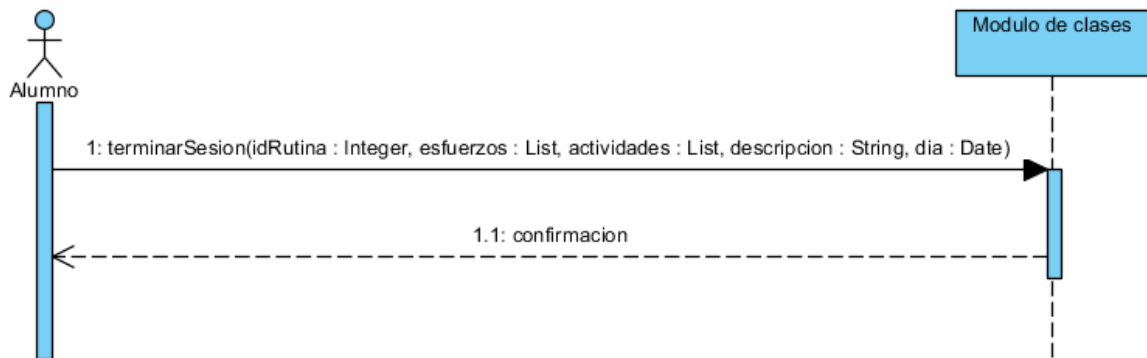 Modulo de clases
Alumno
1: terminarSesion(idRutina : Integer, esfuerzos : List, actividades : List, descripcion : String, dia : Date)
1.1: confirmacion